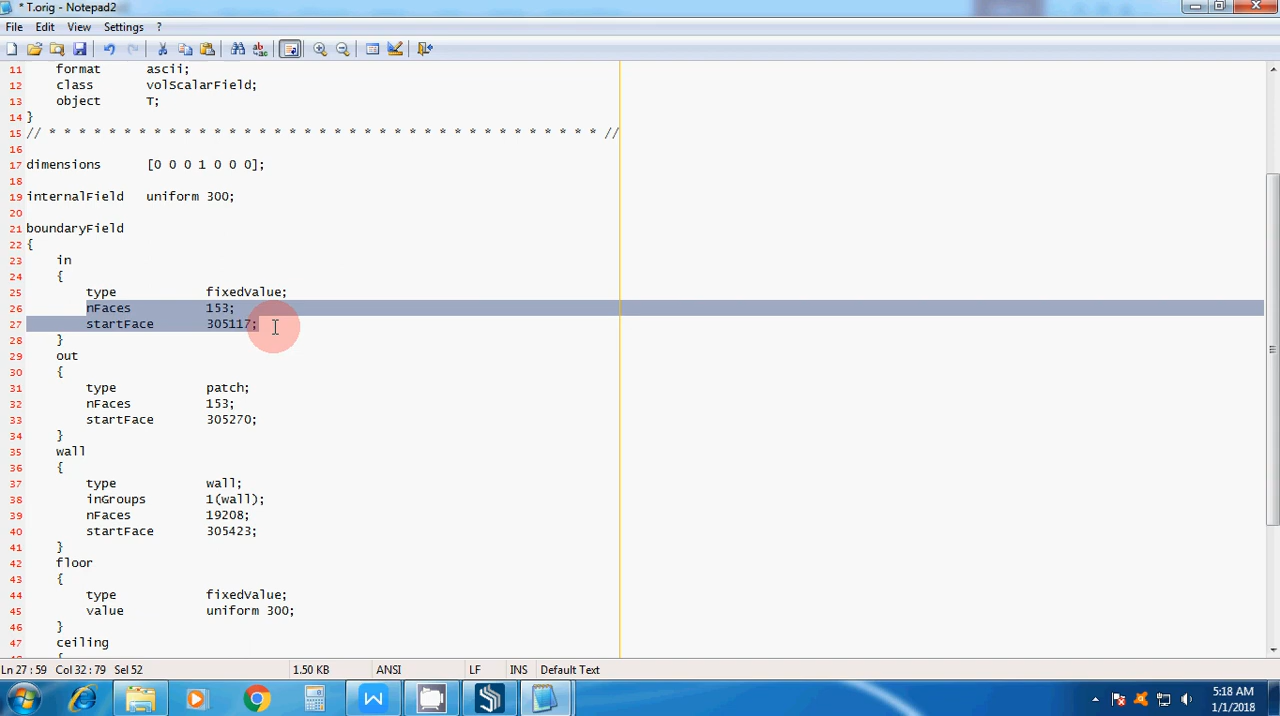 * T.orig - Notepad2
File Edit View Settings ?
11 format ascii;
12 class volScalarField;
13 object T;
14 }
15 // * * * * * * * * * * * * * * * * * * * * * * * * * * * * * * * * * * * * * //
16
17 dimensions [0 0 0 1 0 0 0];
18
19 internalField uniform 300;
20
21 boundaryField
22 {
23 in
24 {
25 type fixedValue;
26 nFaces 153;
27 startFace 305117;
28 }
29 out
30 {
31 type patch;
32 nFaces 153;
33 startFace 305270;
34 }
35 wall
36 {
37 type wall;
38 inGroups 1(wall);
39 nFaces 19208;
40 startFace 305423;
41 }
42 floor
43 {
44 type fixedValue;
45 value uniform 300;
46 }
47 ceiling
Ln 27 : 59 Col 32 : 79 Sel 52 1.50 KB ANSI LF INS Default Text
5:18 AM
1/1/2018